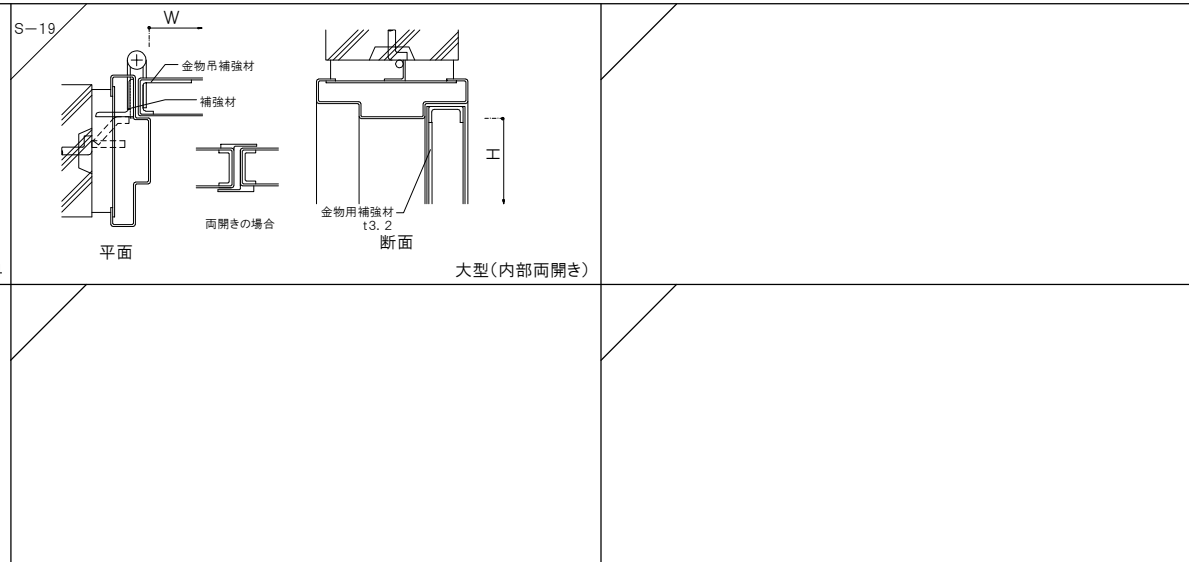 S-19
W
金物吊補強材
補強材
両開きの場合
平面
H
金物用補強材
t3.2
断面
大型(内部両開き)